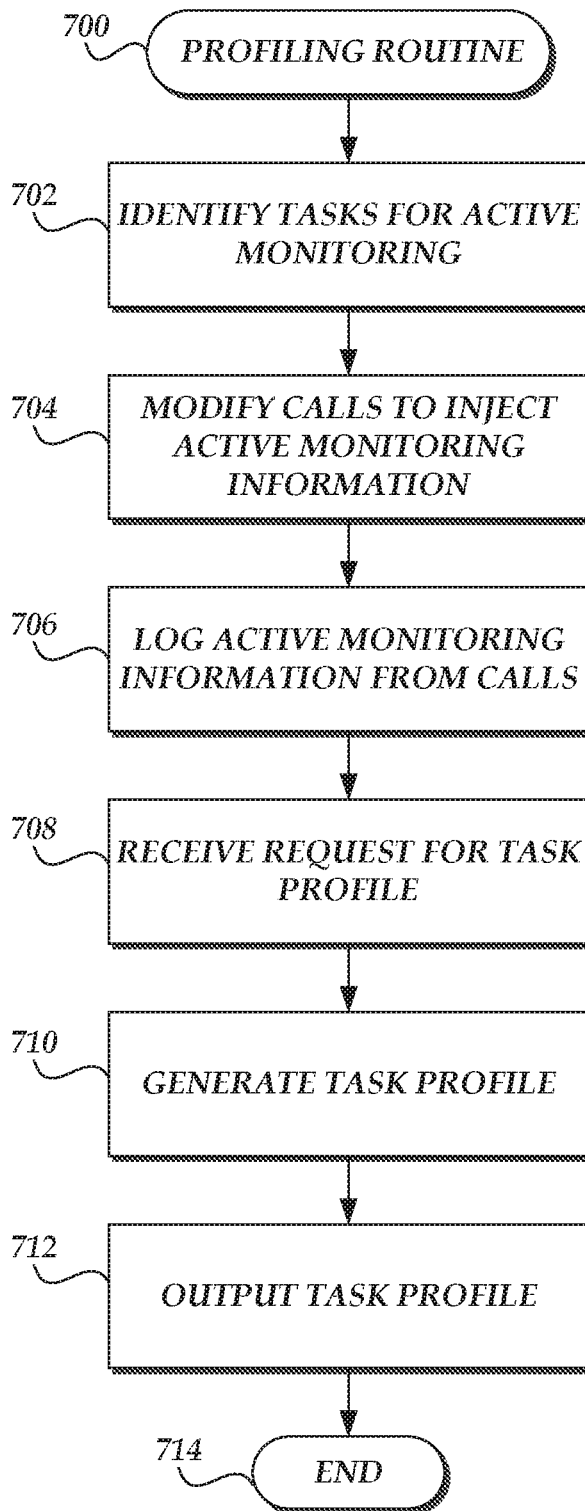 700
PROFILING ROUTINE
702
IDENTIFY TASKS FOR ACTIVE
MONITORING
704
MODIFY CALLS TO INJECT
ACTIVE MONITORING
INFORMATION
706
LOG ACTIVE MONITORING
INFORMATION FROM CALLS
708
RECEIVE REQUEST FOR TASK
PROFILE
710
GENERATE TASK PROFILE
712
OUTPUT TASK PROFILE
714
END